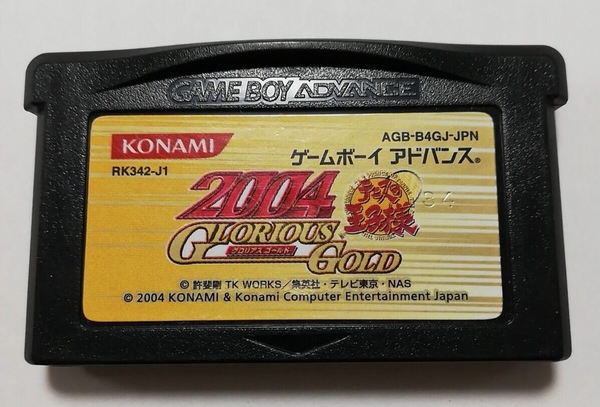 GAME BOY ADVANCE
KONAMI
AGB-B4GJ-JPN
RK342-J1
ゲームボーイ アドバンス®
2004
テニスの
王子様
34
GLORIOUS
グロリアス ゴールド
GOLD
© 許斐剛 TK WORKS／集英社・テレビ東京・NAS
© 2004 KONAMI & Konami Computer Entertainment Japan